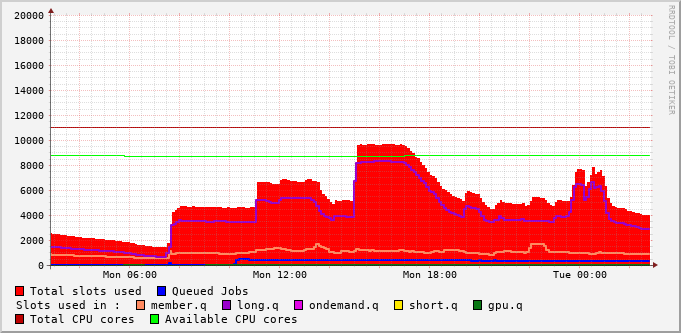 RRDTOOL / TOBI OETIKER
20000
18000
16000
14000
12000
10000
8000
6000
4000
2000
0
Mon 06:00 Mon 12:00 Mon 18:00 Tue 00:00
Total slots used Queued Jobs
Slots used in : member.q long.q ondemand.q short.q gpu.q
Total CPU cores Available CPU cores